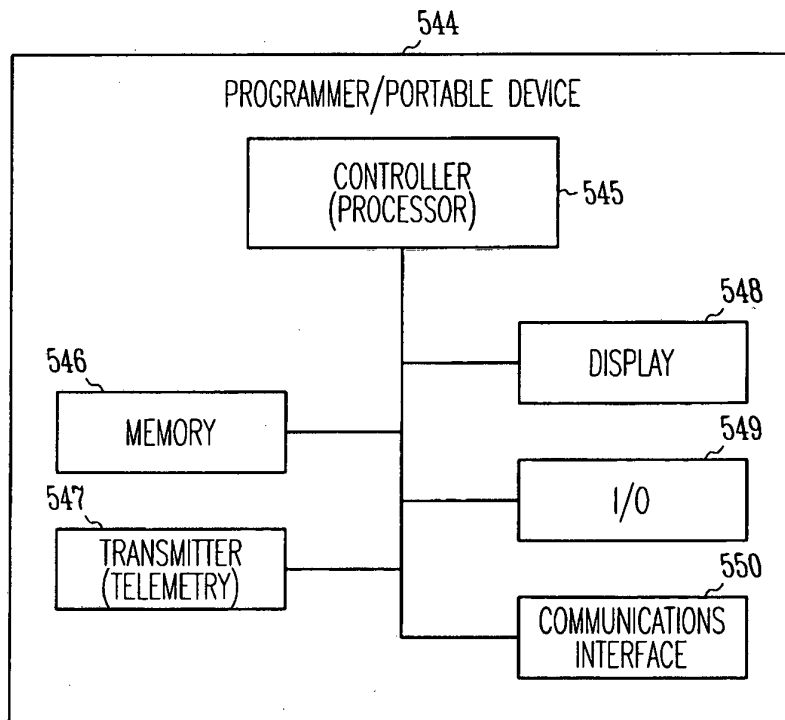 544
PROGRAMMER/PORTABLE DEVICE
CONTROLLER
(PROCESSOR)
545
548
DISPLAY
546
MEMORY
549
I/O
547
TRANSMITTER
(TELEMETRY)
550
COMMUNICATIONS
INTERFACE